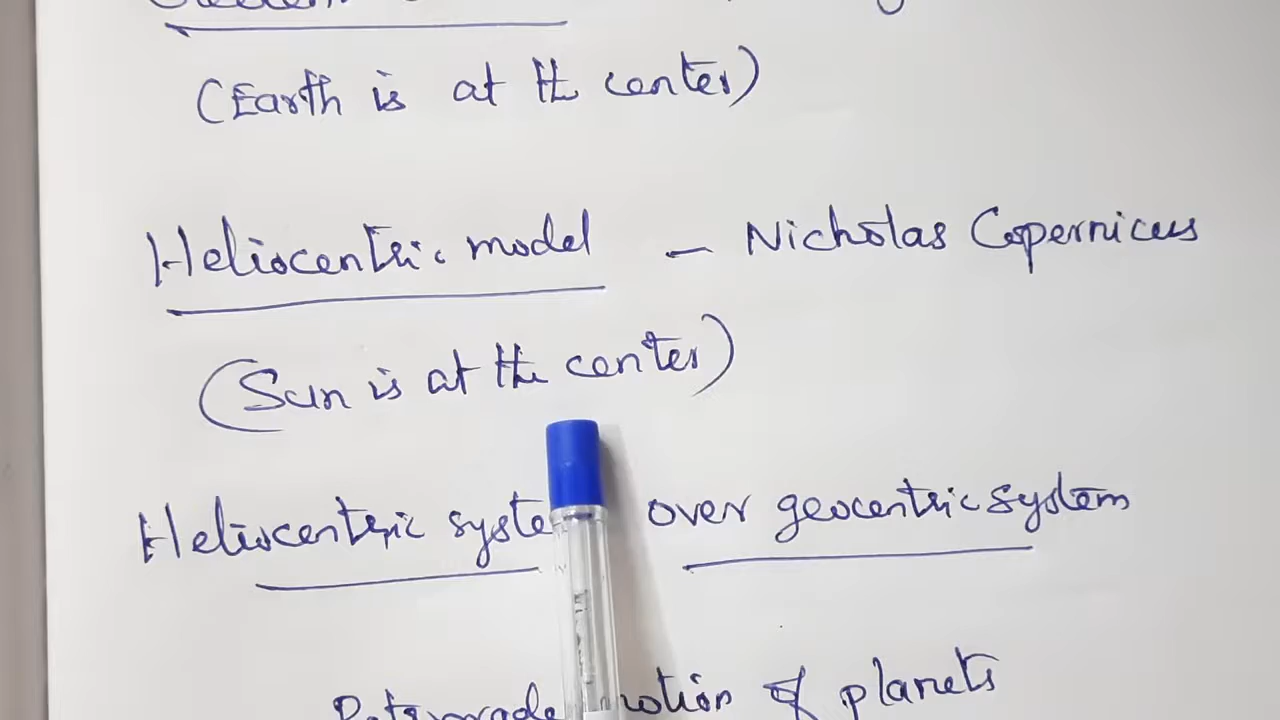 (Earth is at the center)
Heliocentric model - Nicholas Copernicus
(Sun is at the center)
Heliocentric system over geocentric system
motion of planets